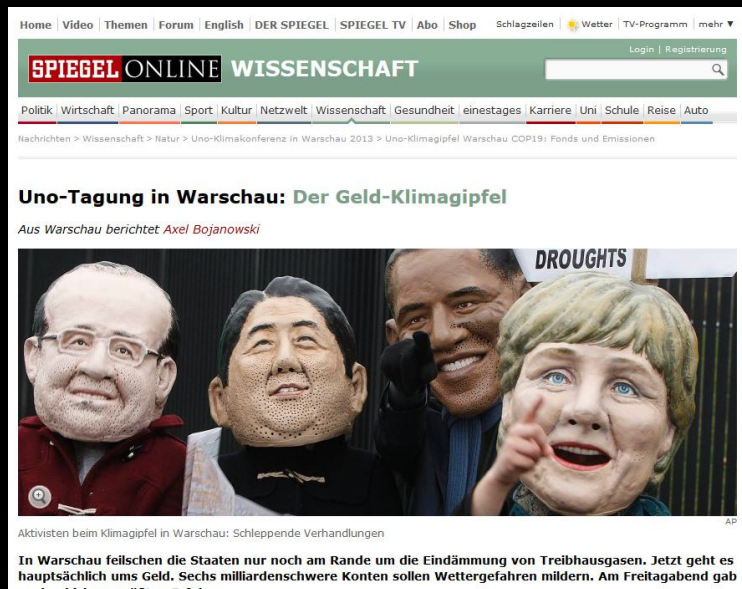 Home Video Themen Forum English DER SPIEGEL SPIEGEL TV Abo Shop Schlagzeilen Wetter TV-Programm mehr ▼
Login | Registrierung
SPIEGEL ONLINE WISSENSCHAFT
Politik Wirtschaft Panorama Sport Kultur Netzwelt Wissenschaft Gesundheit einestages Karriere Uni Schule Reise Auto
Nachrichten > Wissenschaft > Natur > Uno-Klimakonferenz in Warschau 2013 > Uno-Klimagipfel Warschau COP19: Fonds und Emissionen
Uno-Tagung in Warschau: Der Geld-Klimagipfel
Aus Warschau berichtet Axel Bojanowski
DROUGHTS
AP
Aktivisten beim Klimagipfel in Warschau: Schleppende Verhandlungen
In Warschau feilschen die Staaten nur noch am Rande um die Eindämmung von Treibhausgasen. Jetzt geht es
hauptsächlich ums Geld. Sechs milliardenschwere Konten sollen Wettergefahren mildern. Am Freitagabend gab